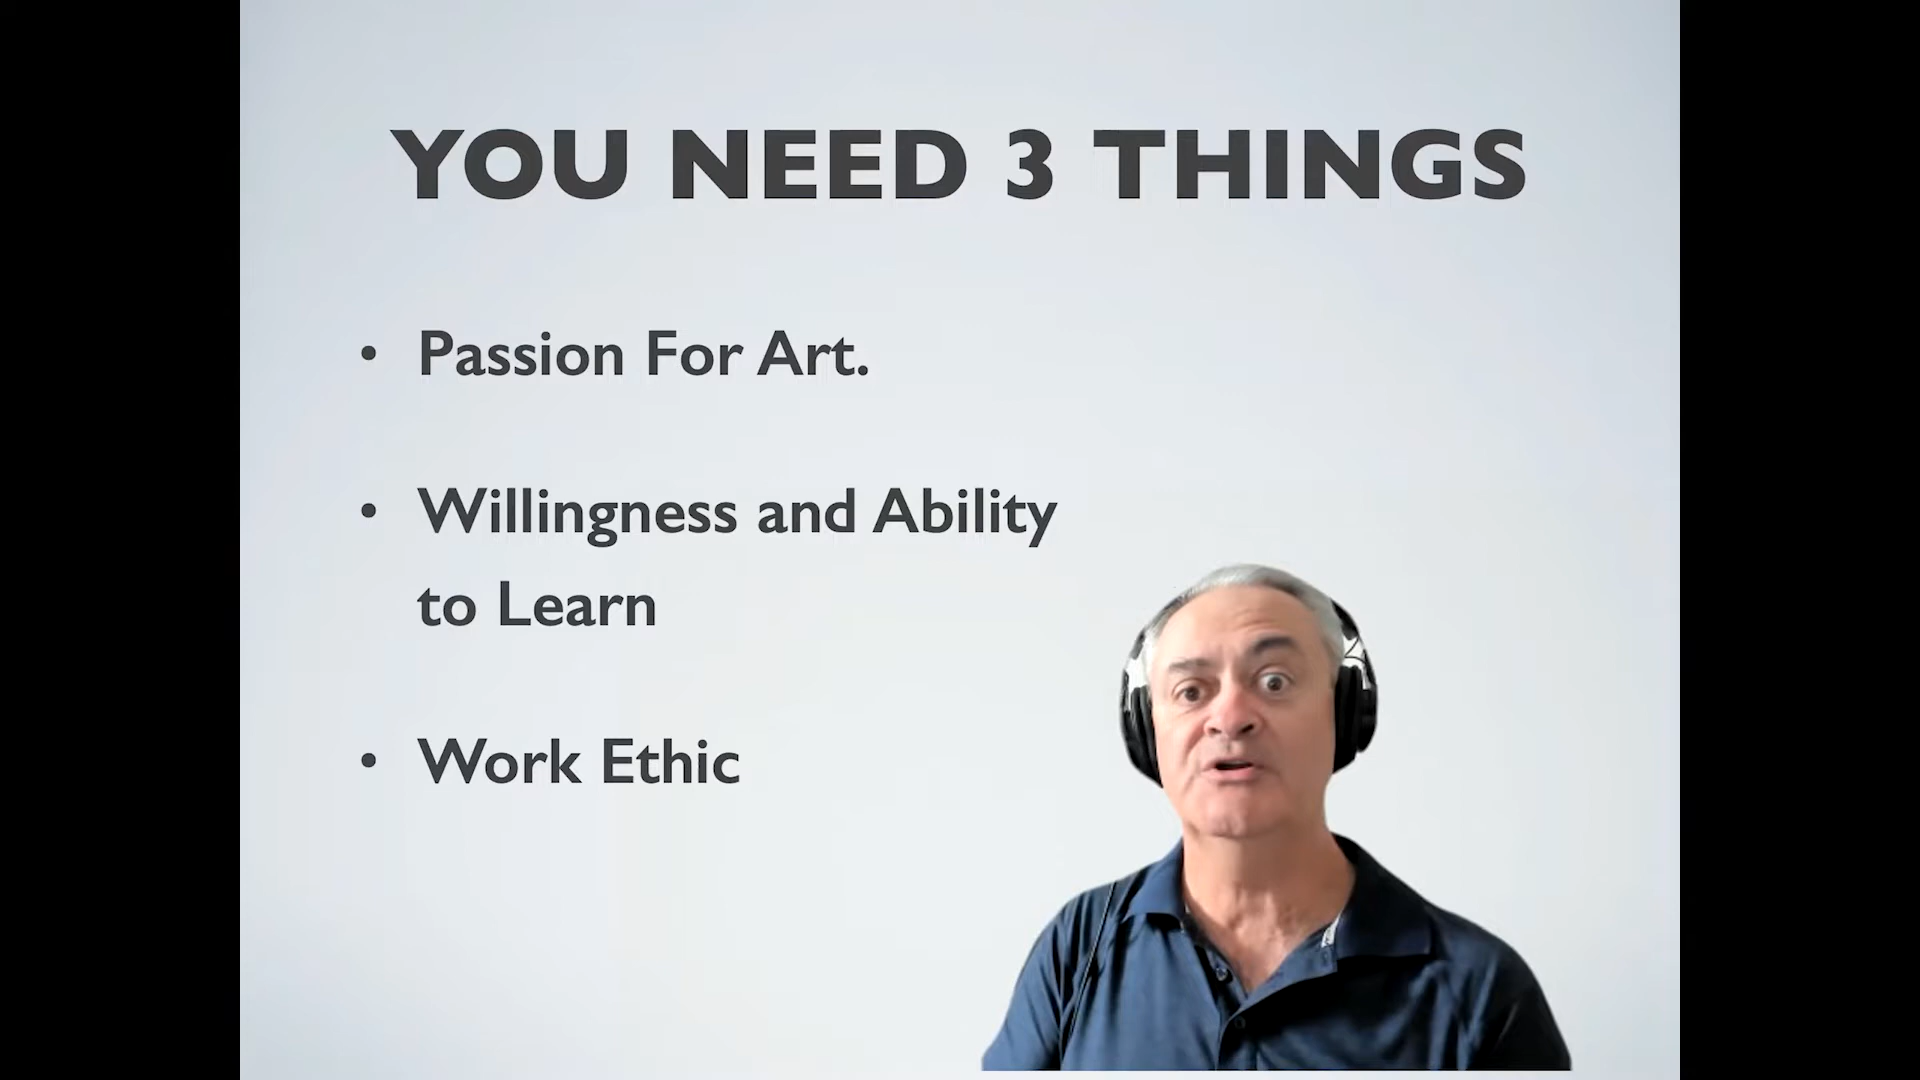 YOU NEED 3 THINGS
• Passion For Art.
• Willingness and Ability
to Learn
• Work Ethic